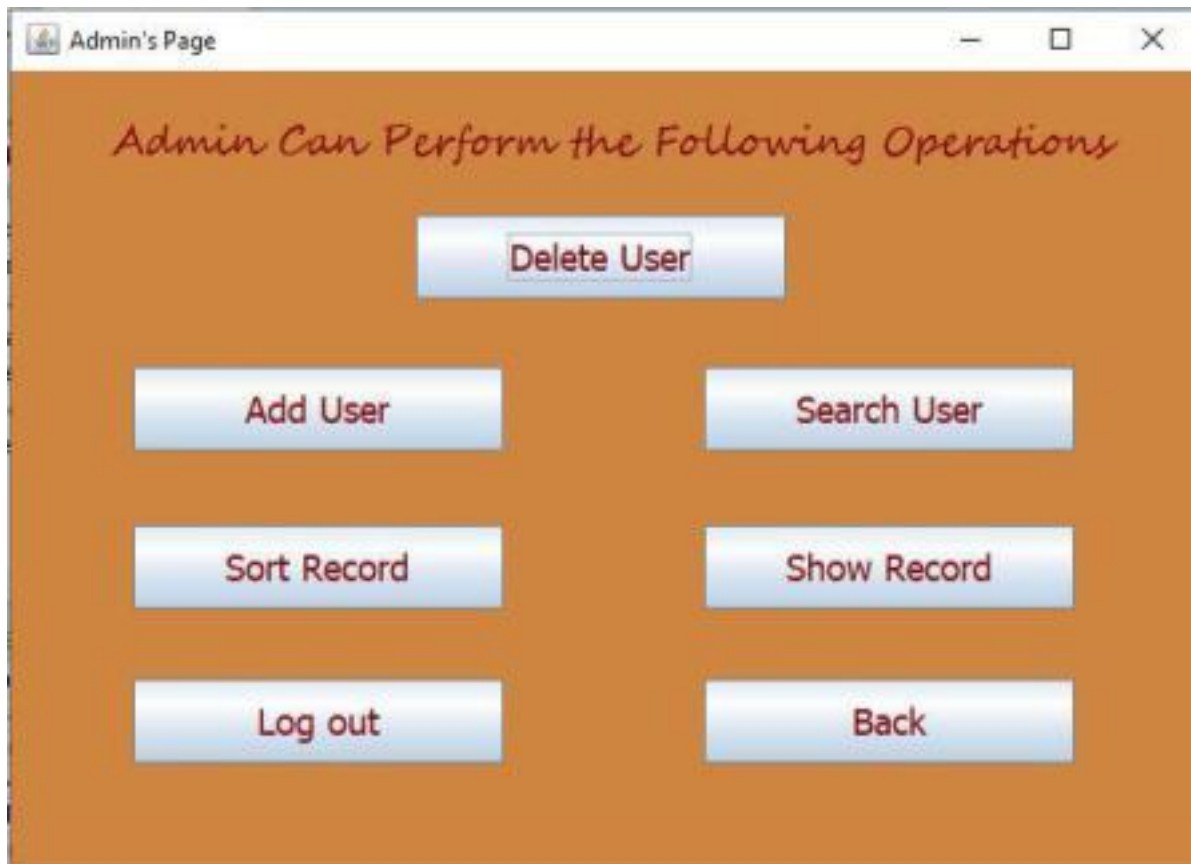 Admin's Page
Admin Can Perform the Following Operations
Delete User
Add User
Search User
Sort Record
Show Record
Log out
Back